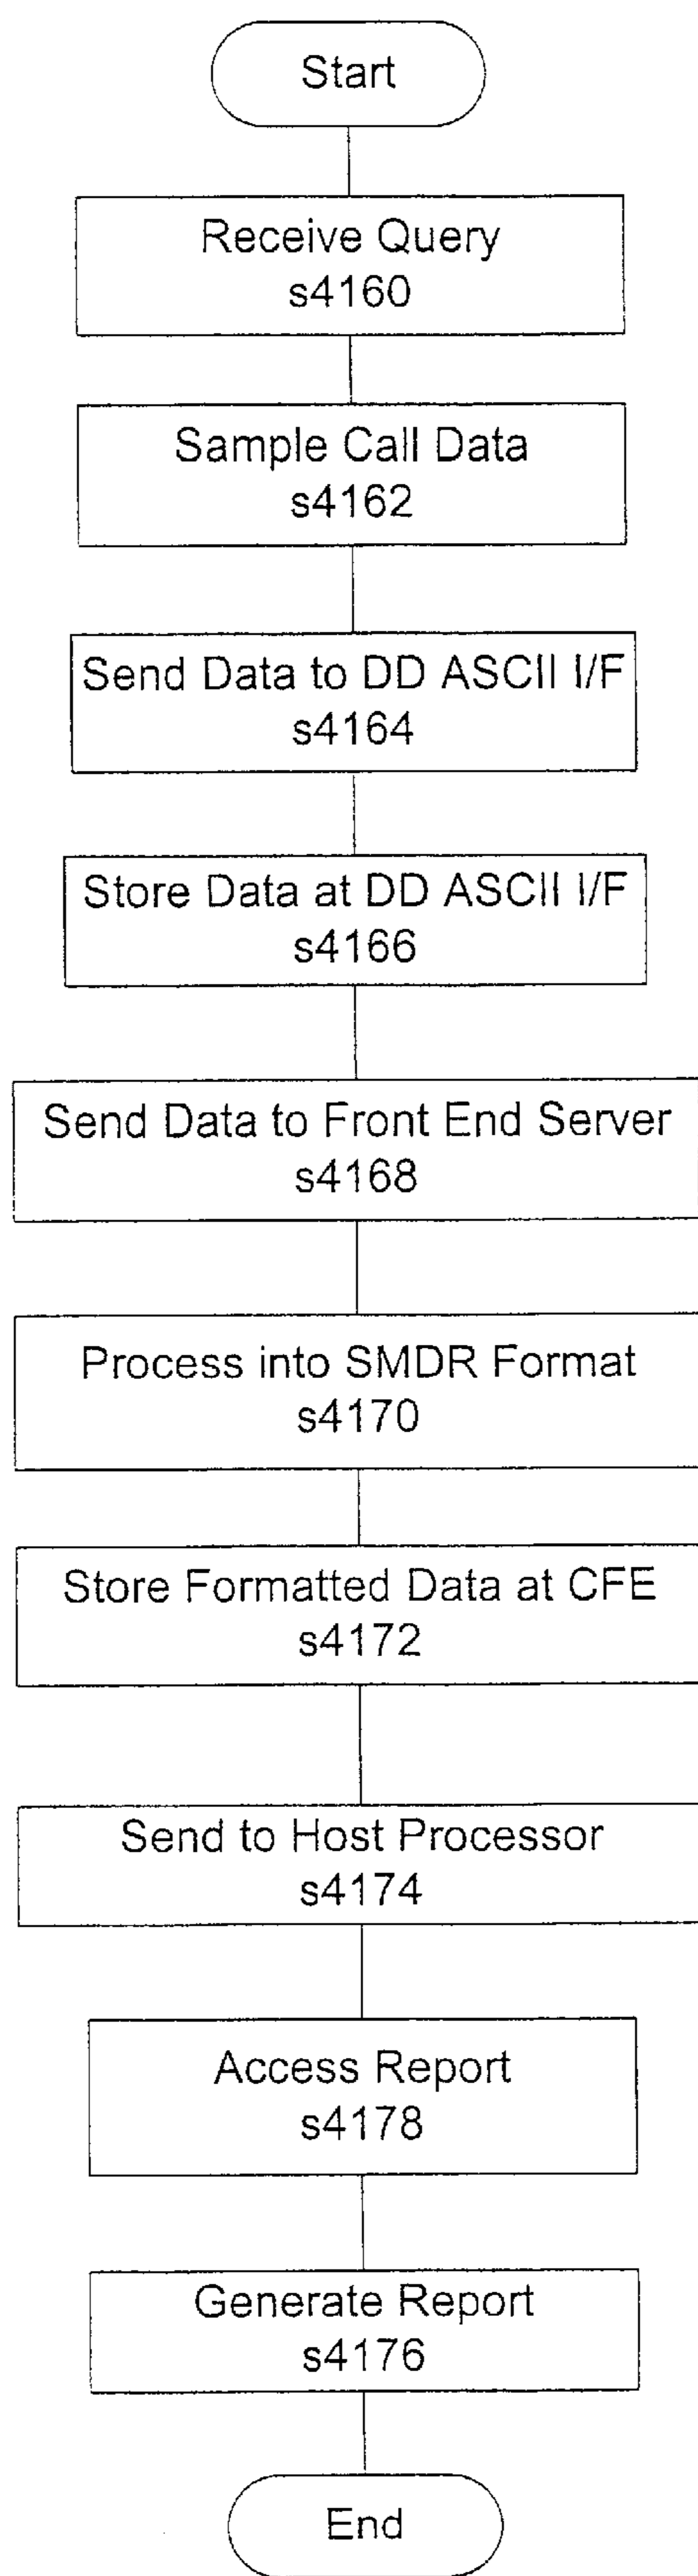 Start
Receive Query
s4160
Sample Call Data
s4162
Send Data to DD ASCII I/F
s4164
Store Data at DD ASCII I/F
s4166
Send Data to Front End Server
s4168
Process into SMDR Format
s4170
Store Formatted Data at CFE
s4172
Send to Host Processor
s4174
Access Report
s4178
Generate Report
s4176
End